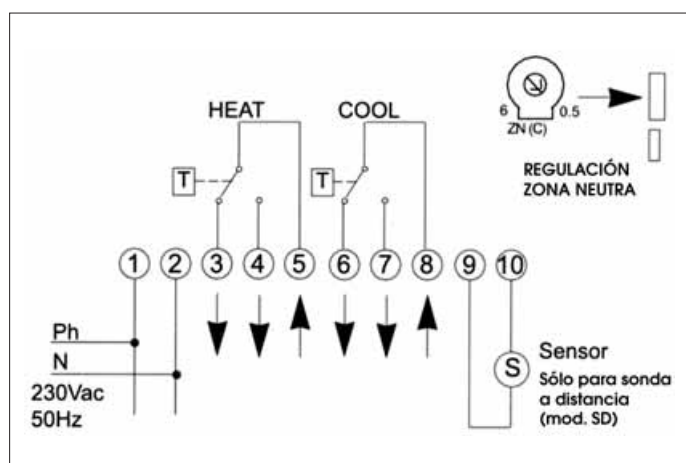 HEAT
COOL
6
0.5
ZN (C)
REGULACIÓN
ZONA NEUTRA
T
T
1 2 3 4 5 6 7 8 9 10
Ph
N
230Vac
50Hz
S
Sensor
Sólo para sonda
a distancia
(mod. SD)